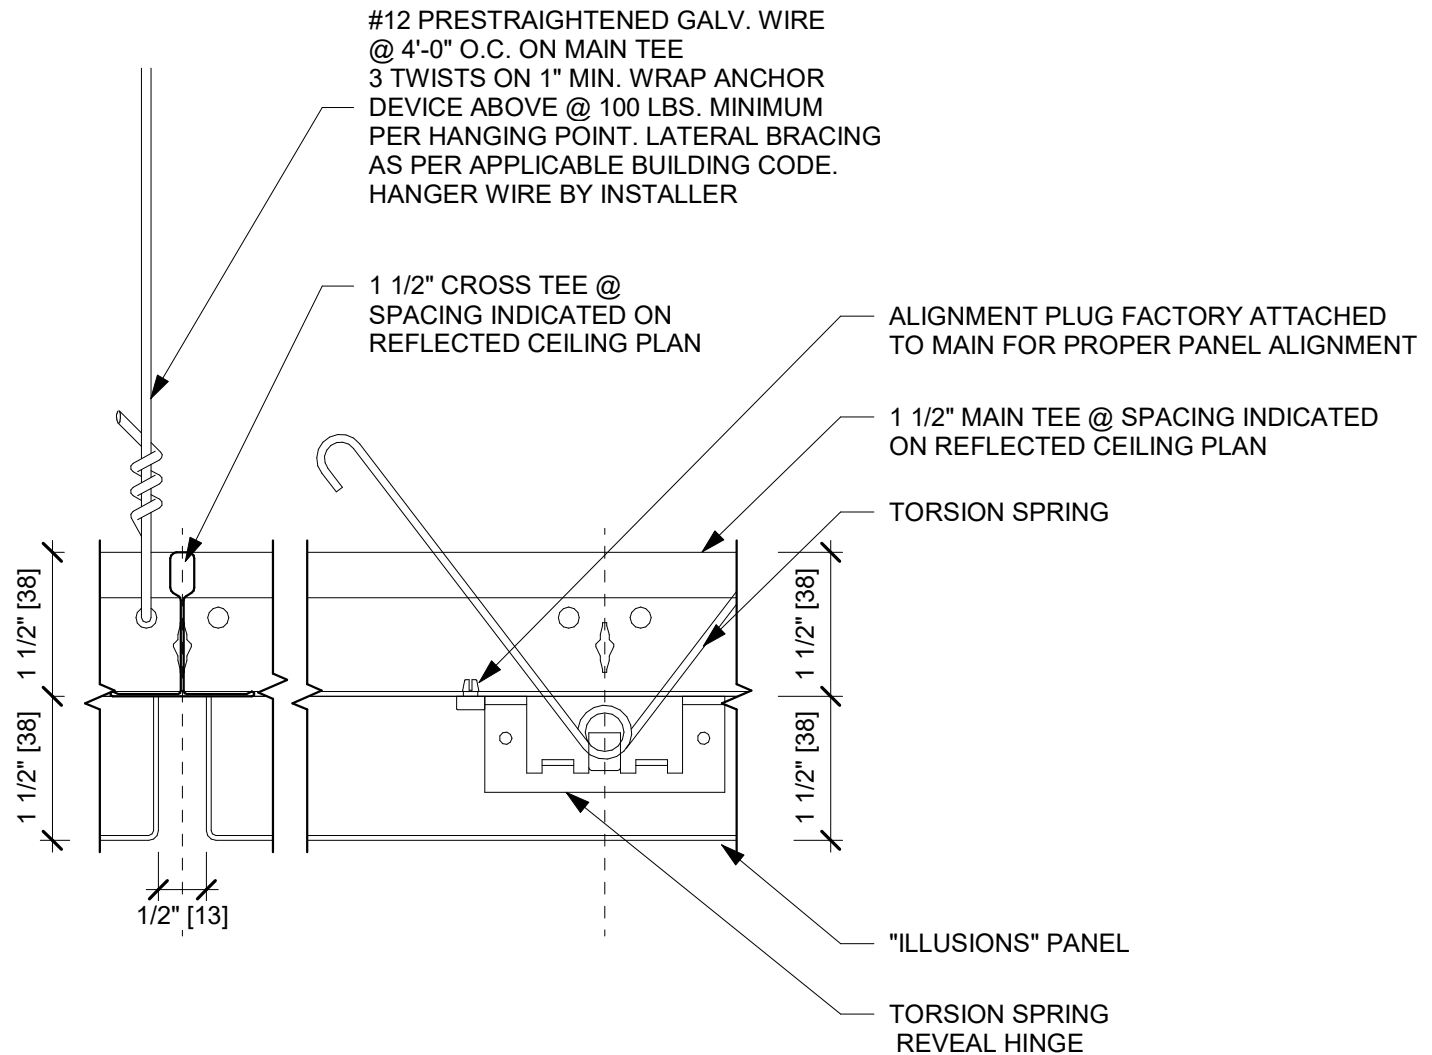 #12 PRESTRAIGHTENED GALV. WIRE
@ 4'-0" O.C. ON MAIN TEE
3 TWISTS ON 1" MIN. WRAP ANCHOR
DEVICE ABOVE @ 100 LBS. MINIMUM
PER HANGING POINT. LATERAL BRACING
AS PER APPLICABLE BUILDING CODE.
HANGER WIRE BY INSTALLER
1 1/2" CROSS TEE @
SPACING INDICATED ON
REFLECTED CEILING PLAN
ALIGNMENT PLUG FACTORY ATTACHED
TO MAIN FOR PROPER PANEL ALIGNMENT
1 1/2" MAIN TEE @ SPACING INDICATED
ON REFLECTED CEILING PLAN
TORSION SPRING
1 1/2" [38]
1 1/2" [38]
1 1/2" [38]
1 1/2" [38]
1/2" [13]
"ILLUSIONS" PANEL
TORSION SPRING
REVEAL HINGE